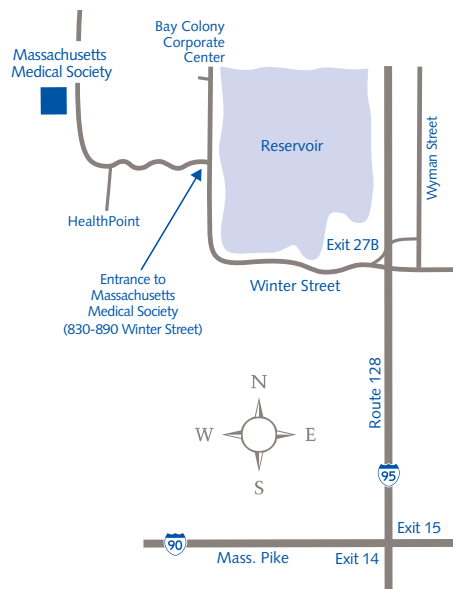 Bay Colony
Corporate
Center
Massachusetts
Medical Society
Reservoir
Wyman Street
HealthPoint
Exit 27B
Entrance to
Massachusetts
Medical Society
(830-890 Winter Street)
Winter Street
N
W
E
S
Route 128
95
Exit 15
90
Mass. Pike
Exit 14